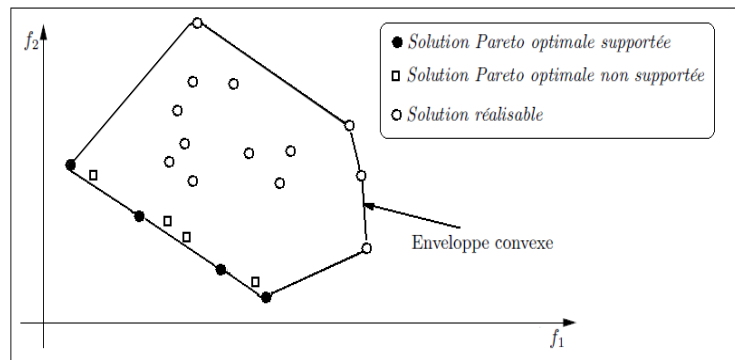 f₂
Solution Pareto optimale supportée
Solution Pareto optimale non supportée
Solution réalisable
Enveloppe convexe
f₁